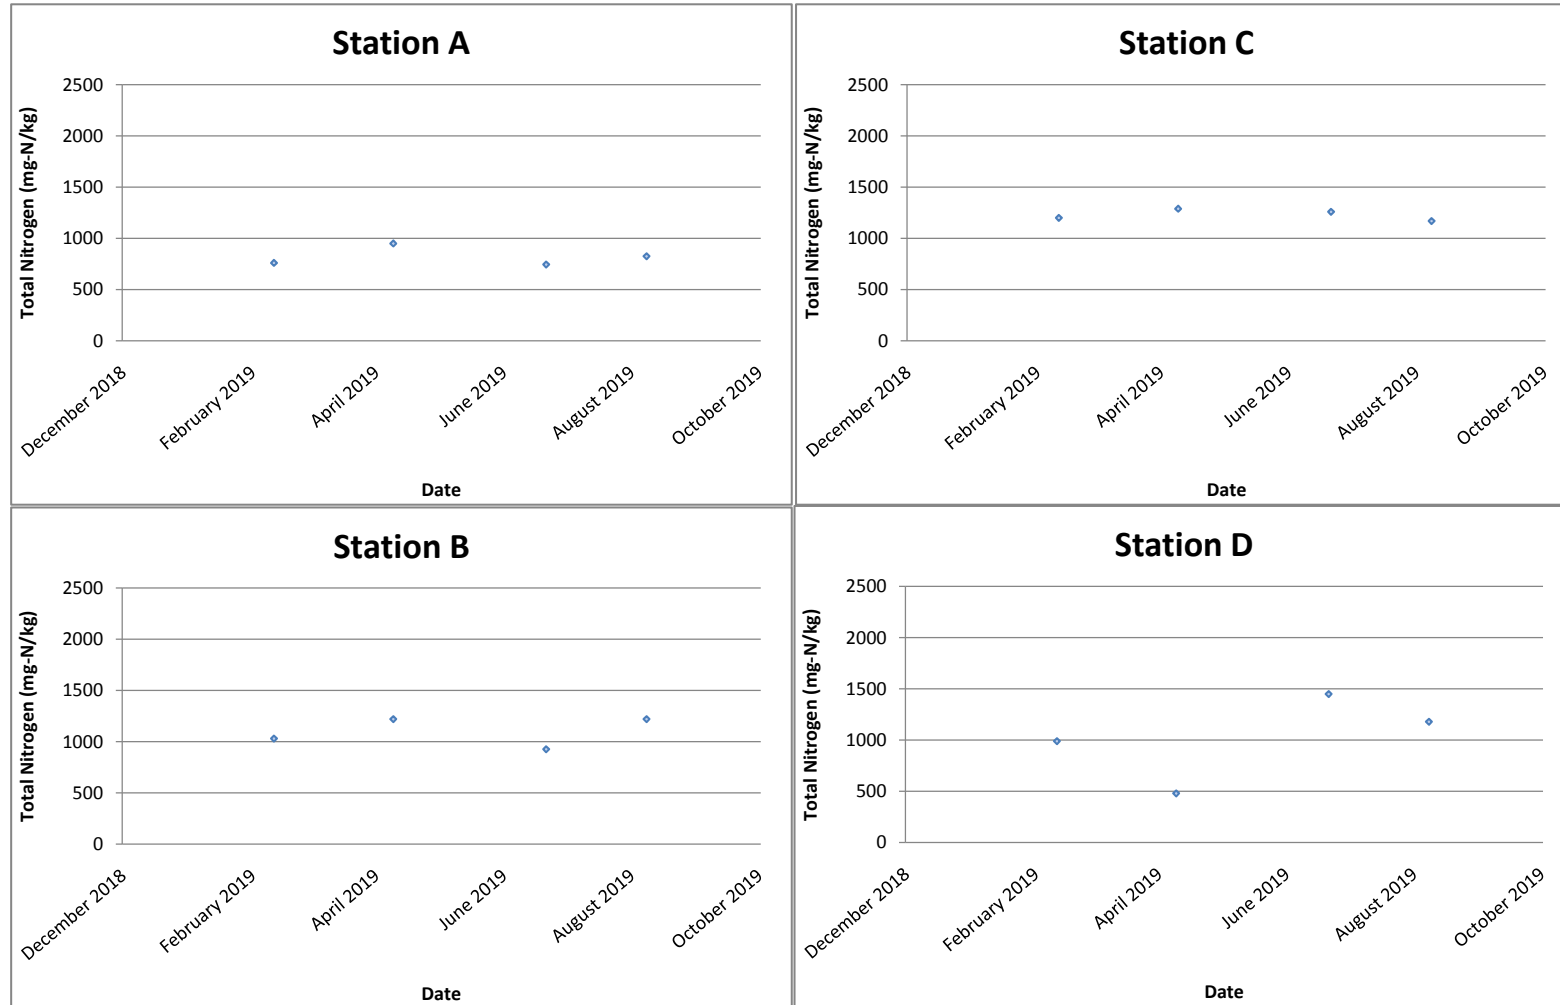 Station A
Total Nitrogen (mg-N/kg)
2500
2000
1500
1000
500
0
December 2018
February 2019
April 2019
June 2019
August 2019
October 2019
Date
Station C
Total Nitrogen (mg-N/kg)
2500
2000
1500
1000
500
0
December 2018
February 2019
April 2019
June 2019
August 2019
October 2019
Date
Station B
Total Nitrogen (mg-N/kg)
2500
2000
1500
1000
500
0
December 2018
February 2019
April 2019
June 2019
August 2019
October 2019
Date
Station D
Total Nitrogen (mg-N/kg)
2500
2000
1500
1000
500
0
December 2018
February 2019
April 2019
June 2019
August 2019
October 2019
Date